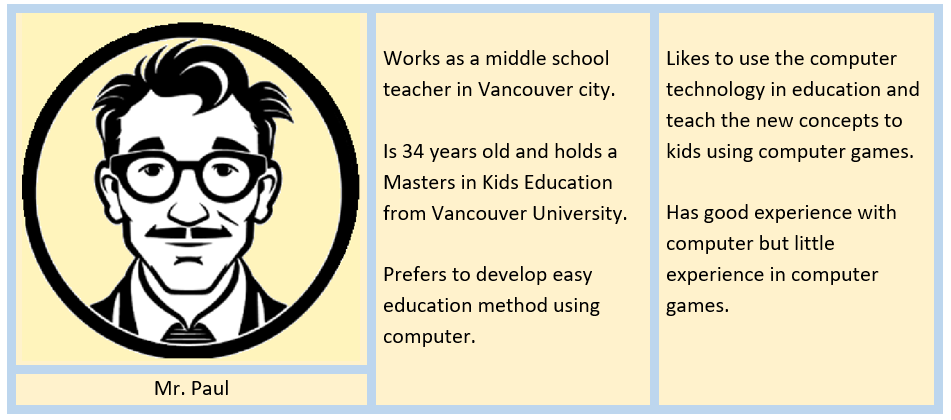 Works as a middle school
teacher in Vancouver city.
Is 34 years old and holds a
Masters in Kids Education
from Vancouver University.
Prefers to develop easy
education method using
computer.
Likes to use the computer
technology in education and
teach the new concepts to
kids using computer games.
Has good experience with
computer but little
experience in computer
games.
Mr. Paul